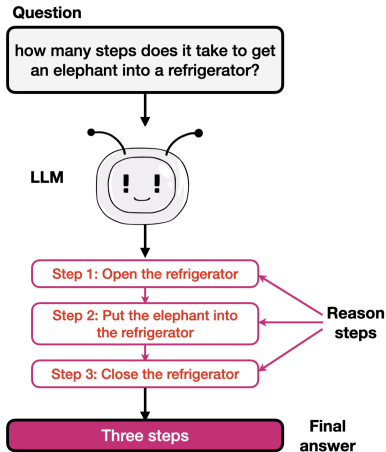 Question
how many steps does it take to get
an elephant into a refrigerator?
LLM
! !
Step 1: Open the refrigerator
Step 2: Put the elephant into
the refrigerator
Step 3: Close the refrigerator
Reason
steps
Three steps
Final
answer